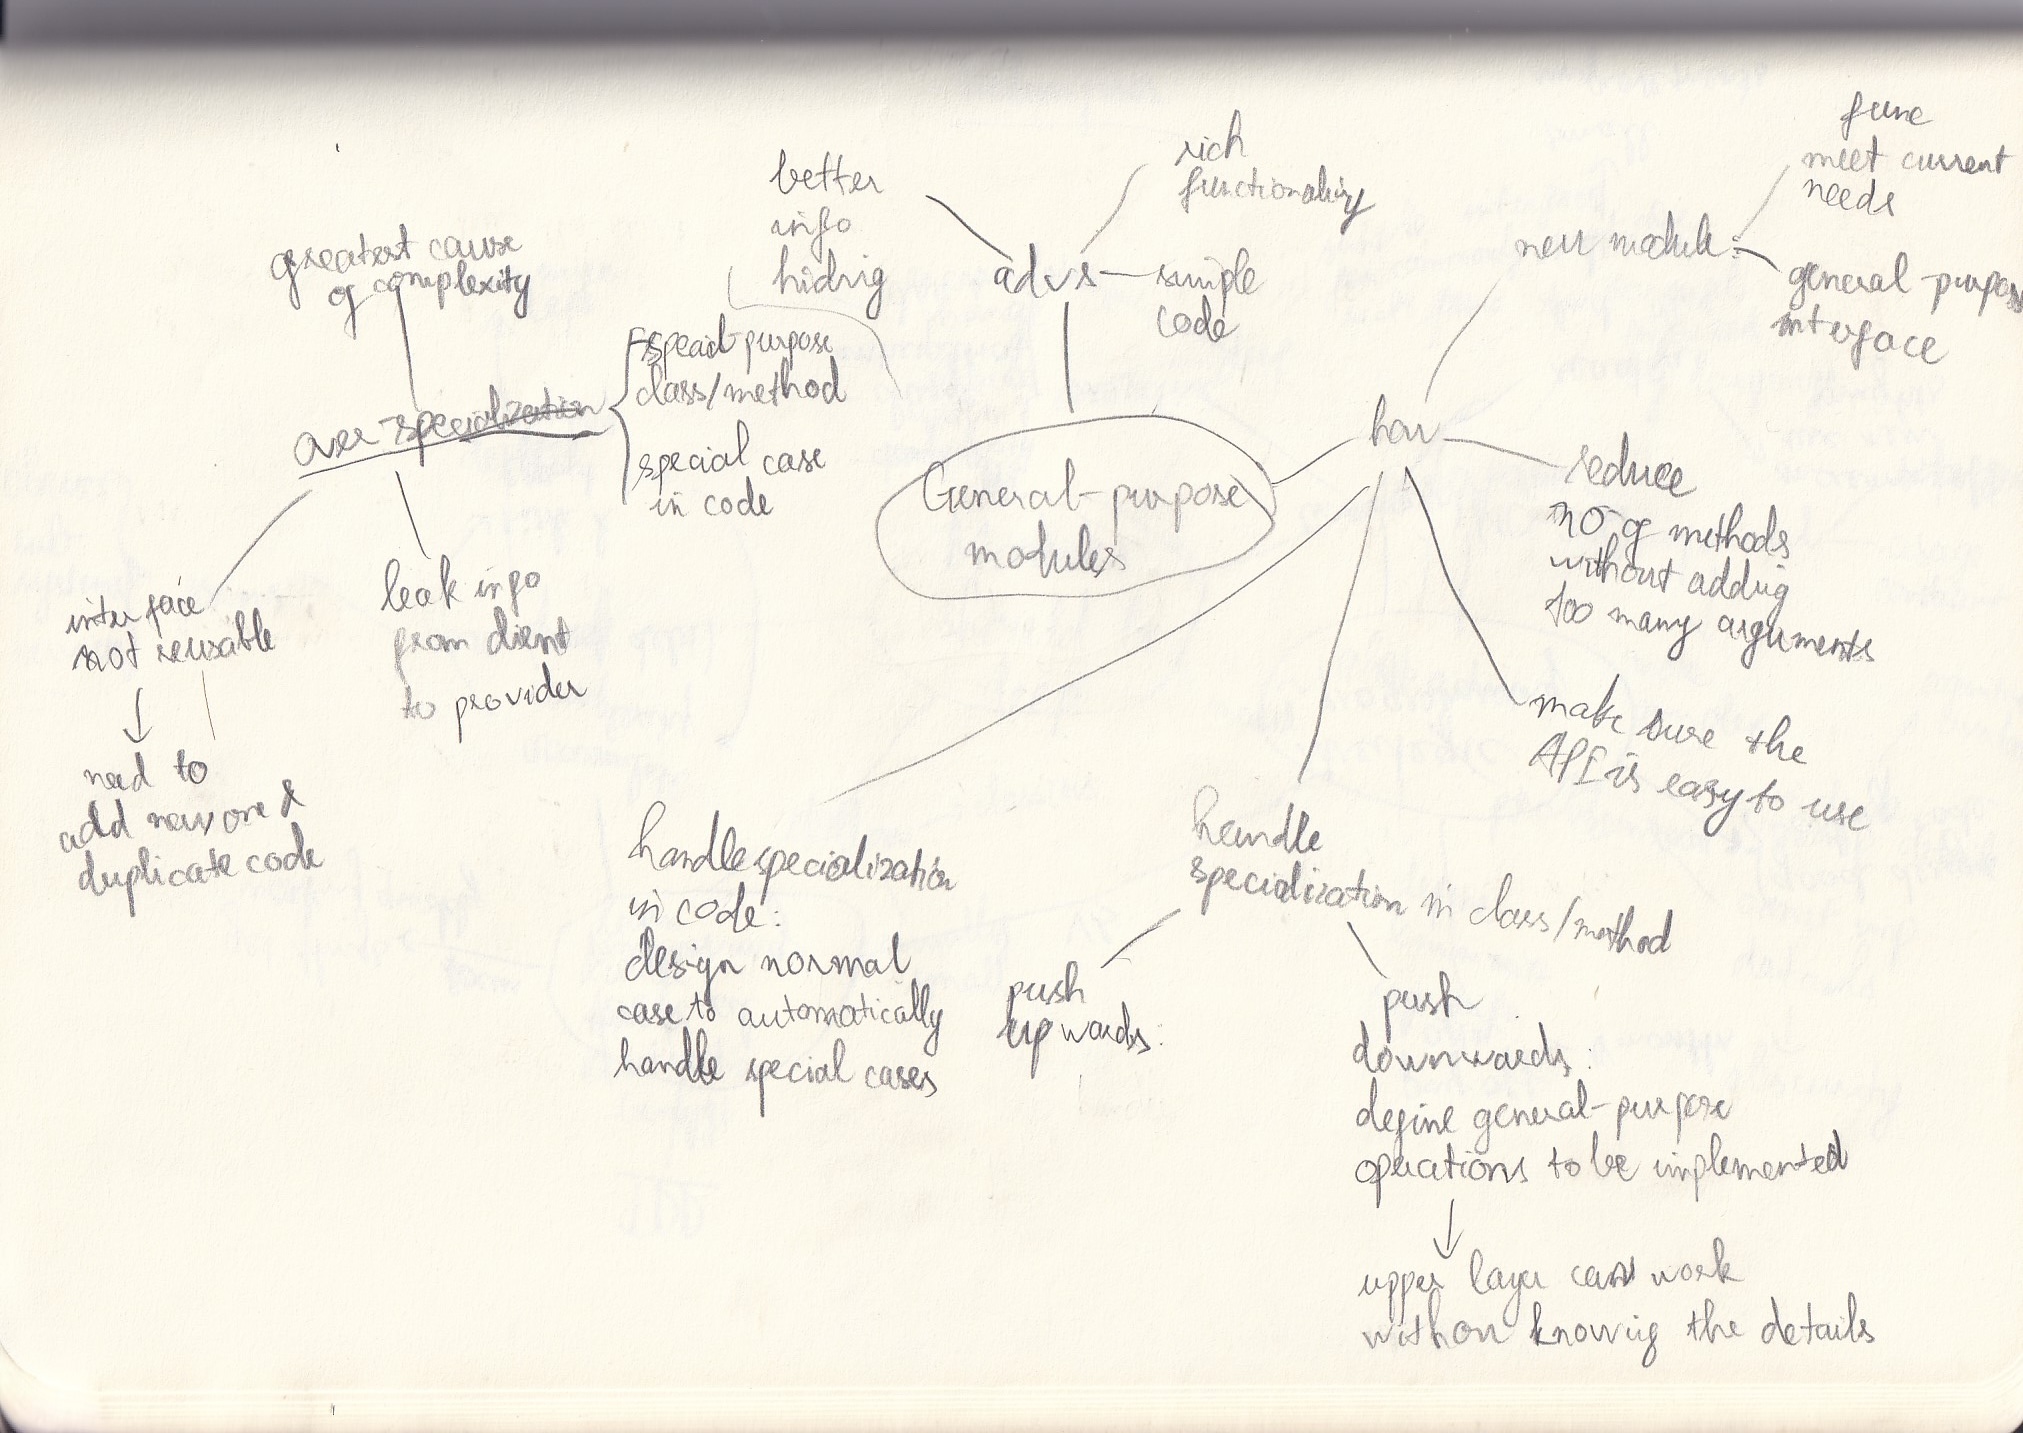 General-purpose
modules
advs
better
info
hiding
rich
functionality
simple
code
how
new module:
func
meet current
needs
general-purpose
interface
reduce
no of methods
without adding
too many arguments
make sure the
API is easy to use
handle
specialization in class/method
push
upwards:
push
downwards:
define general-purpose
operations to be implemented
upper layer can work
without knowing the details
handle specialization
in code:
design normal
case to automatically
handle special cases
over-specialization
special-purpose
class/method
special case
in code
greatest cause
of complexity
leak info
from client
to provider
interface
not reusable
need to
add new one &
duplicate code